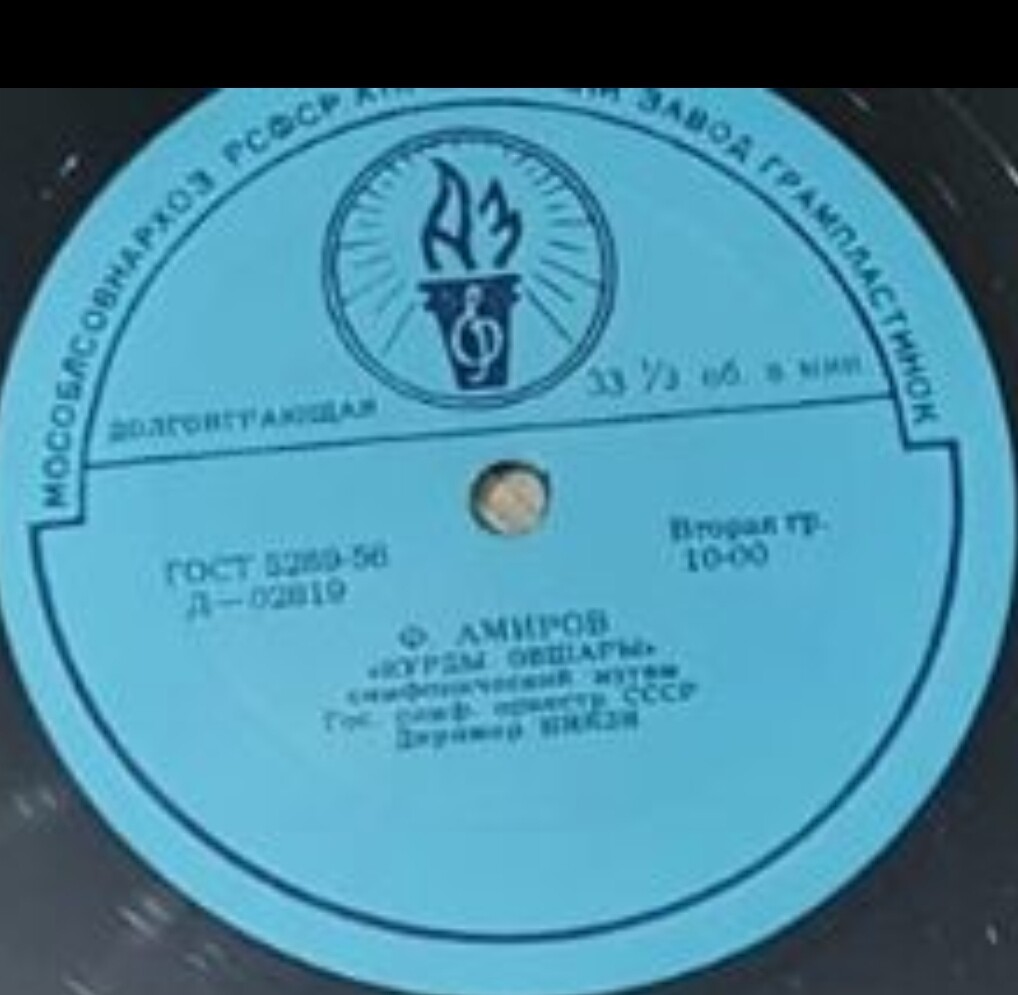 МОСОБЛСОВНАРХОЗ РСФСР ЗАВОД ГРАМПЛАСТИНОК
АЗ
ДОЛГОИГРАЮЩАЯ
33 1/3 об. в мин
ГОСТ 5289-56
Д—02819
Вторая гр.
10-00
Ф. АМИРОВ
«КУРДЫ ОВШАРЫ»
симфонический мугам
Гос. симф. оркестр СССР
Дирижер НИЯЗИ